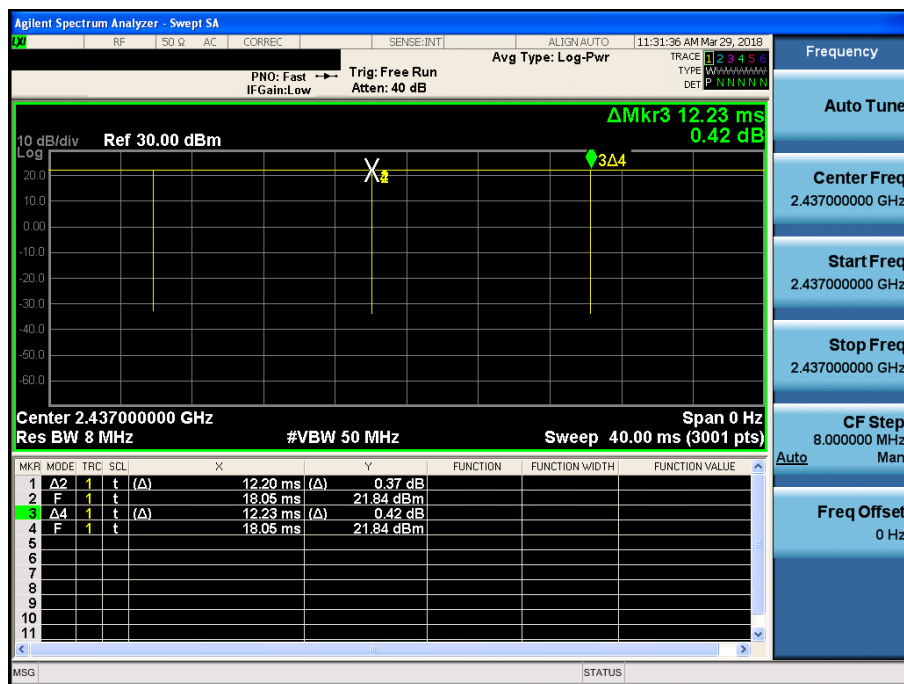 Agilent Spectrum Analyzer - Swept SA
LXI RF 50 Ω AC CORREC SENSE:INT ALIGN AUTO 11:31:36 AM Mar 29, 2018
Frequency
PNO: Fast
IFGain:Low
Trig: Free Run
Atten: 40 dB
Avg Type: Log-Pwr
TRACE 1 2 3 4 5 6
TYPE WWWWWW
DET P N N N N N
Auto Tune
ΔMkr3 12.23 ms
0.42 dB
10 dB/div Ref 30.00 dBm
Log
20.0
10.0
0.00
-10.0
-20.0
-30.0
-40.0
-50.0
-60.0
3Δ4
Center 2.437000000 GHz Span 0 Hz
Res BW 8 MHz #VBW 50 MHz Sweep 40.00 ms (3001 pts)
Center Freq
2.437000000 GHz
Start Freq
2.437000000 GHz
Stop Freq
2.437000000 GHz
CF Step
8.000000 MHz
Auto Man
Freq Offset
0 Hz
MKR MODE TRC SCL X Y FUNCTION FUNCTION WIDTH FUNCTION VALUE
1 Δ2 1 t (Δ) 12.20 ms (Δ) 0.37 dB
2 F 1 t 18.05 ms 21.84 dBm
3 Δ4 1 t (Δ) 12.23 ms (Δ) 0.42 dB
4 F 1 t 18.05 ms 21.84 dBm
5
6
7
8
9
10
11
MSG STATUS